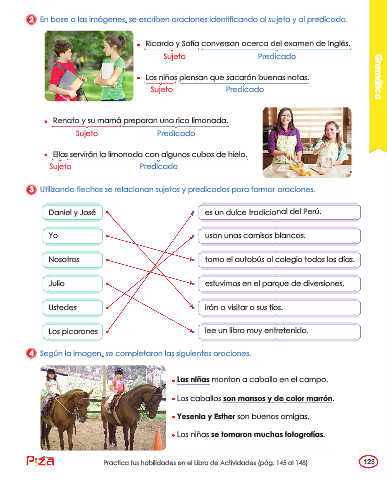 2 En base a las imágenes, se escriben oraciones identificando al sujeto y al predicado.
Gramática
Ricardo y Sofía conversan acerca del examen de Inglés.
Sujeto Predicado
Los niños piensan que sacarán buenas notas.
Sujeto Predicado
Renato y su mamá preparan una rica limonada.
Sujeto Predicado
Ellos servirán la limonada con algunos cubos de hielo.
Sujeto Predicado
3 Utilizando flechas se relacionan sujetos y predicados para formar oraciones.
Daniel y José es un dulce tradicional del Perú.
Yo usan unas camisas blancas.
Nosotros tomo el autobús al colegio todos los días.
Julio estuvimos en el parque de diversiones.
Ustedes irán a visitar a sus tíos.
Los picarones lee un libro muy entretenido.
4 Según la imagen, se completaron las siguientes oraciones.
Las niñas montan a caballo en el campo.
Los caballos son mansos y de color marrón.
Yesenia y Esther son buenas amigas.
Las niñas se tomaron muchas fotografías.
Practica tus habilidades en el Libro de Actividades (pág. 145 al 148)
123